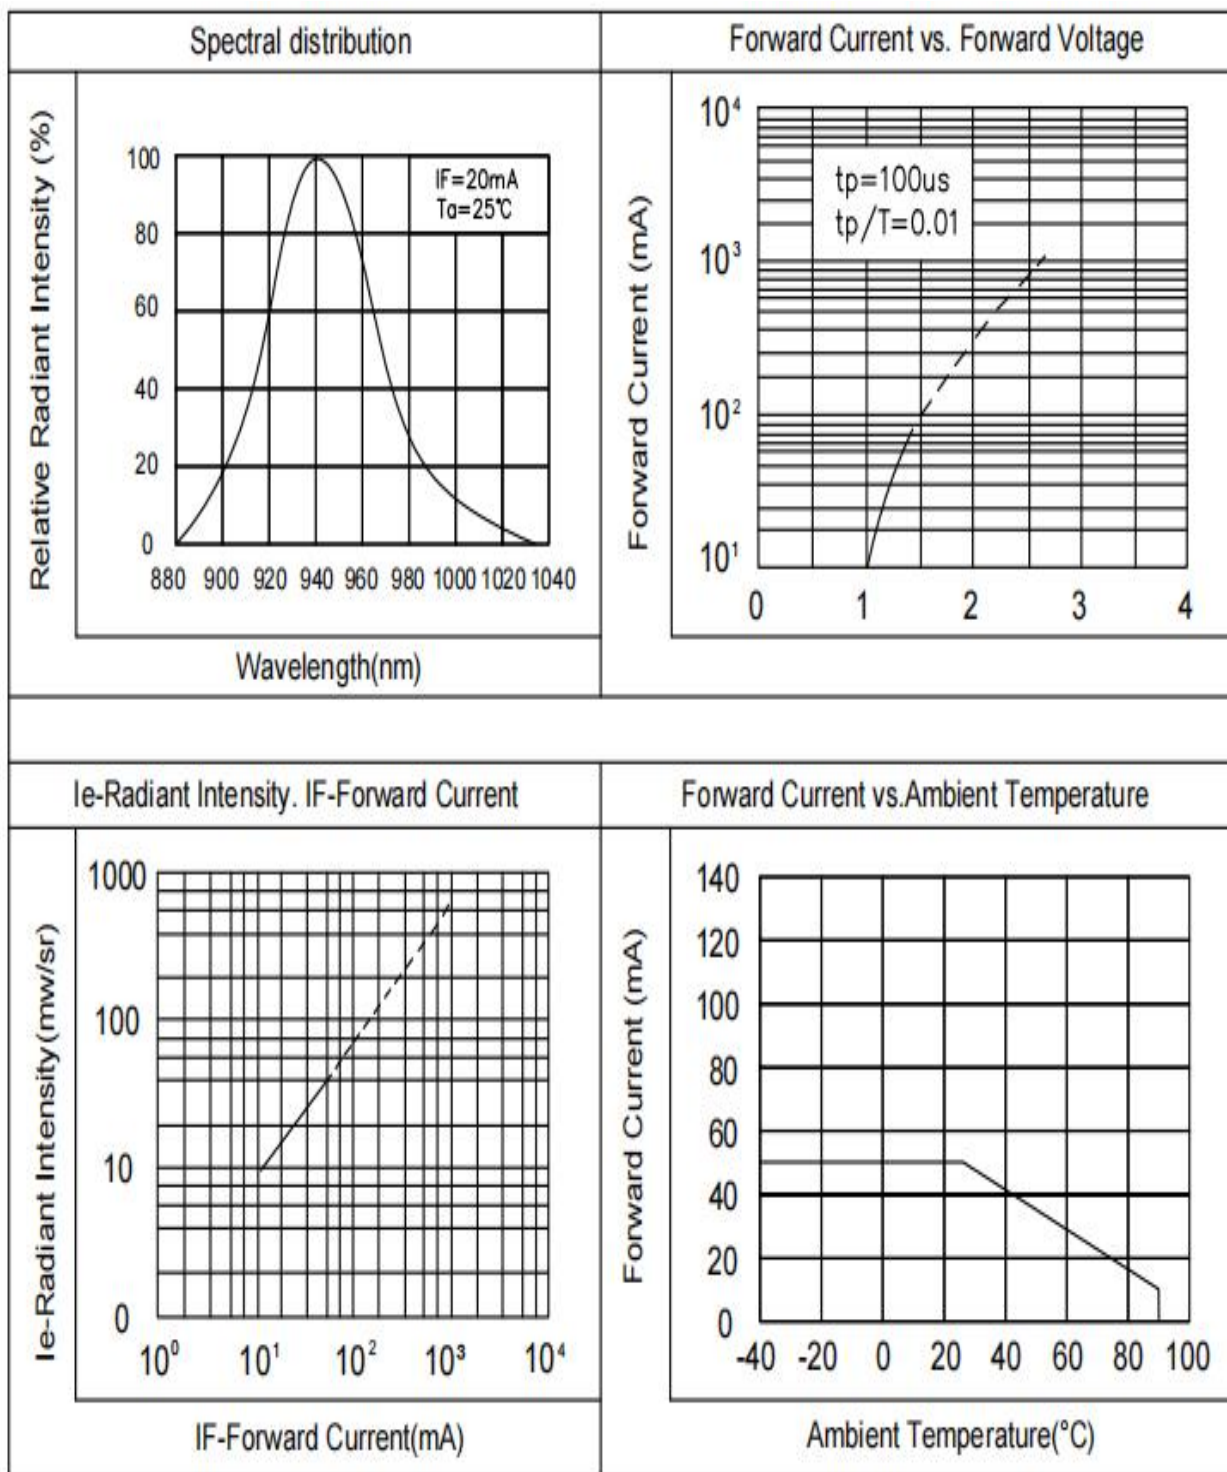 Spectral distribution
Relative Radiant Intensity (%)
100
80
60
40
20
0
IF=20mA
Ta=25℃
880 900 920 940 960 980 1000 1020 1040
Wavelength(nm)
Forward Current vs. Forward Voltage
Forward Current (mA)
10⁴
10³
10²
10¹
tp=100us
tp/T=0.01
0 1 2 3 4
Ie-Radiant Intensity. IF-Forward Current
Ie-Radiant Intensity(mw/sr)
1000
100
10
0
10⁰ 10¹ 10² 10³ 10⁴
IF-Forward Current(mA)
Forward Current vs.Ambient Temperature
Forward Current (mA)
140
120
100
80
60
40
20
0
-40 -20 0 20 40 60 80 100
Ambient Temperature(°C)